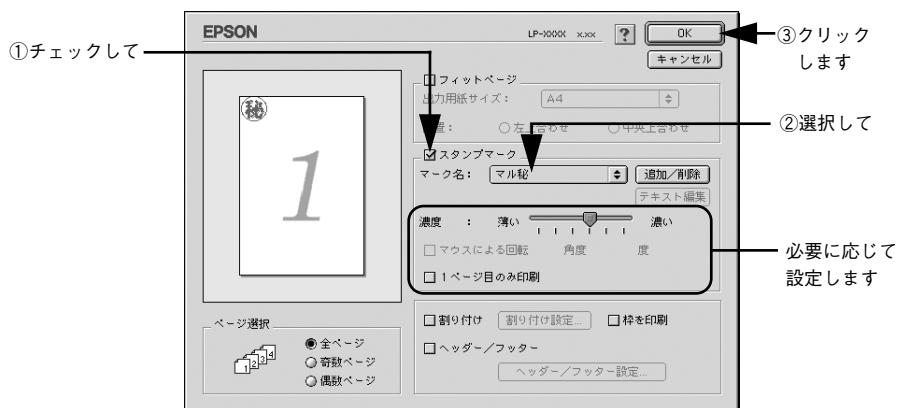 EPSON
LP-XXXX x.xx
?
OK
キャンセル
①チェックして
③クリック
します
②選択して
必要に応じて
設定します
秘
1
フィットページ
出力用紙サイズ：
A4
置：
左上合わせ
中央上合わせ
スタンプマーク
マーク名：
マル秘
追加／削除
テキスト編集
濃度 ： 薄い 濃い
マウスによる回転 角度 度
1ページ目のみ印刷
ページ選択
1 2 3 4
全ページ
奇数ページ
偶数ページ
割り付け
割り付け設定...
枠を印刷
ヘッダー／フッター
ヘッダー／フッター設定...